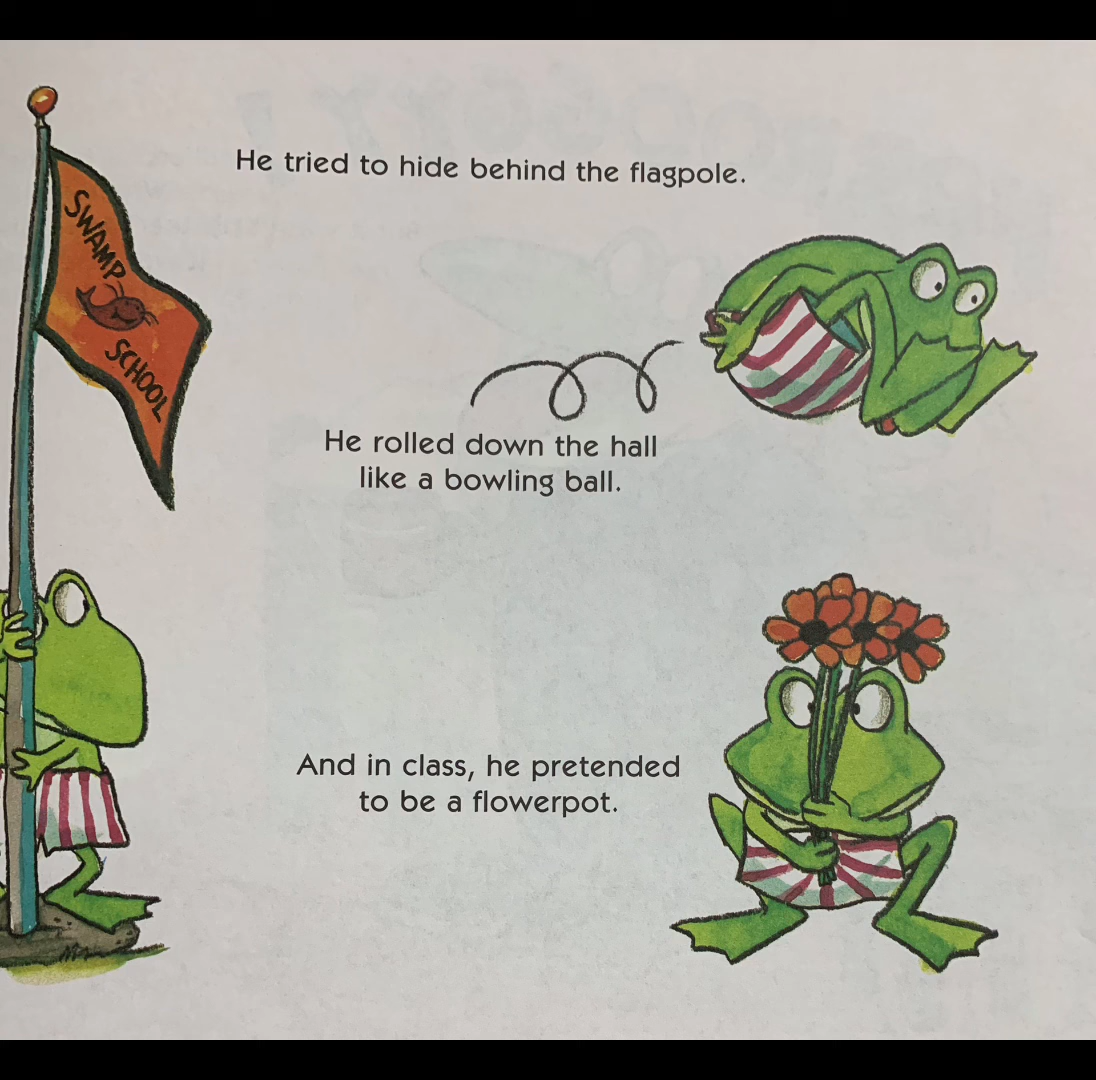 He tried to hide behind the flagpole.
SWAMP
SCHOOL
He rolled down the hall
like a bowling ball.
And in class, he pretended
to be a flowerpot.